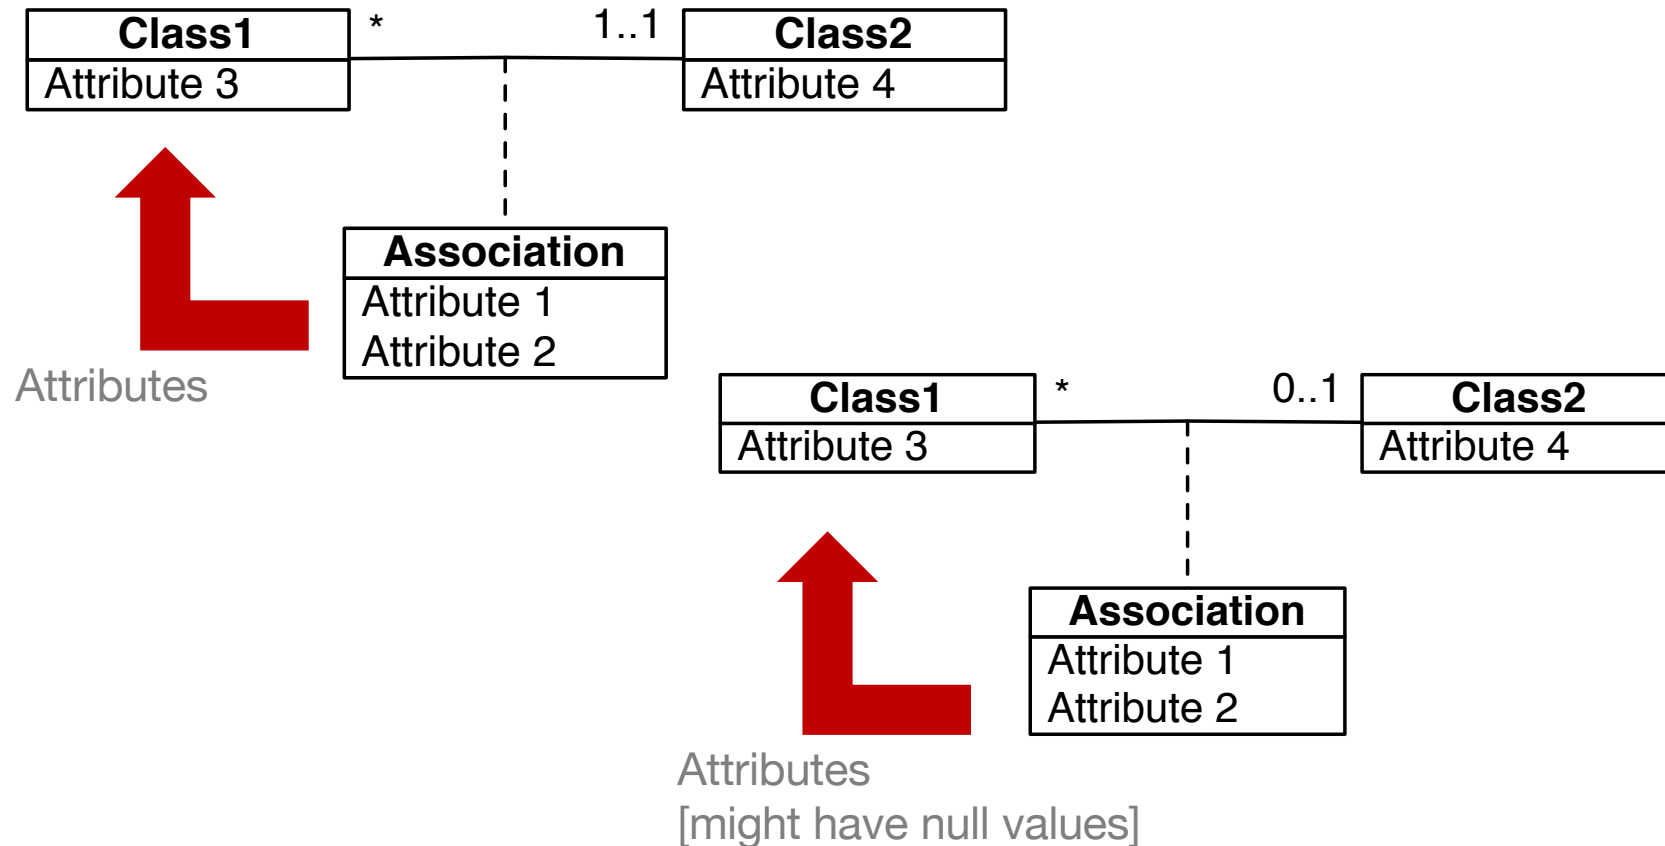 Class1
*
1..1
Class2
Attribute 3
Attribute 4
Association
Attribute 1
Attribute 2
Attributes
Class1
*
0..1
Class2
Attribute 3
Attribute 4
Association
Attribute 1
Attribute 2
Attributes
[might have null values]